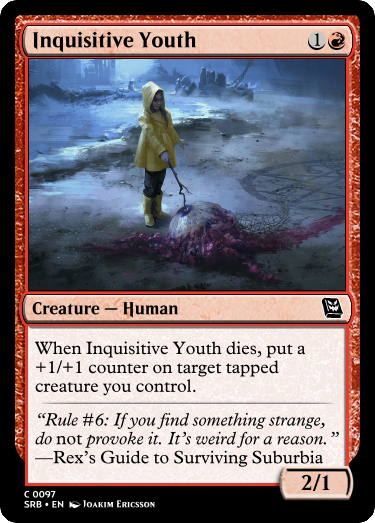 Inquisitive Youth 1
Creature — Human
When Inquisitive Youth dies, put a
+1/+1 counter on target tapped
creature you control.
“Rule #6: If you find something strange,
do not provoke it. It’s weird for a reason.”
—Rex’s Guide to Surviving Suburbia
2/1
C 0097
SRB • EN Joakim Ericsson